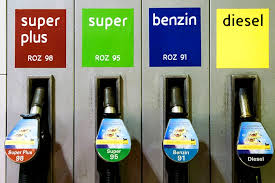 super plus
ROZ 98
super
ROZ 95
benzin
ROZ 91
diesel
Super Plus
98
Super
95
Benzin
91
Diesel